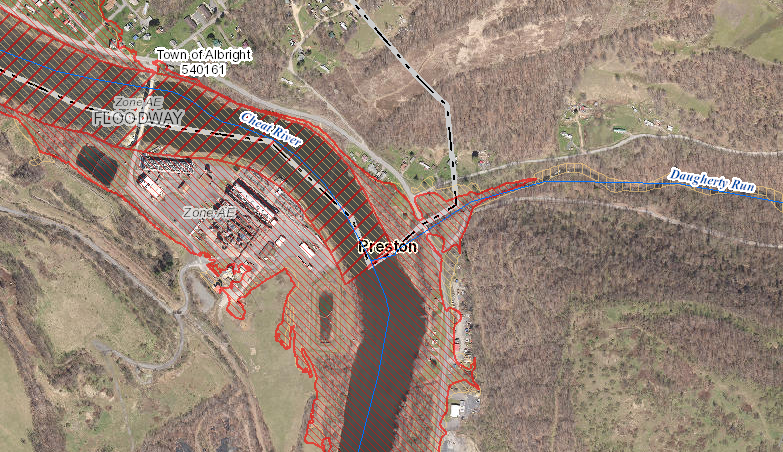 Town of Albright
540161
Zone AE
FLOODWAY
Cheat River
Daugherty Run
Zone AE
Preston